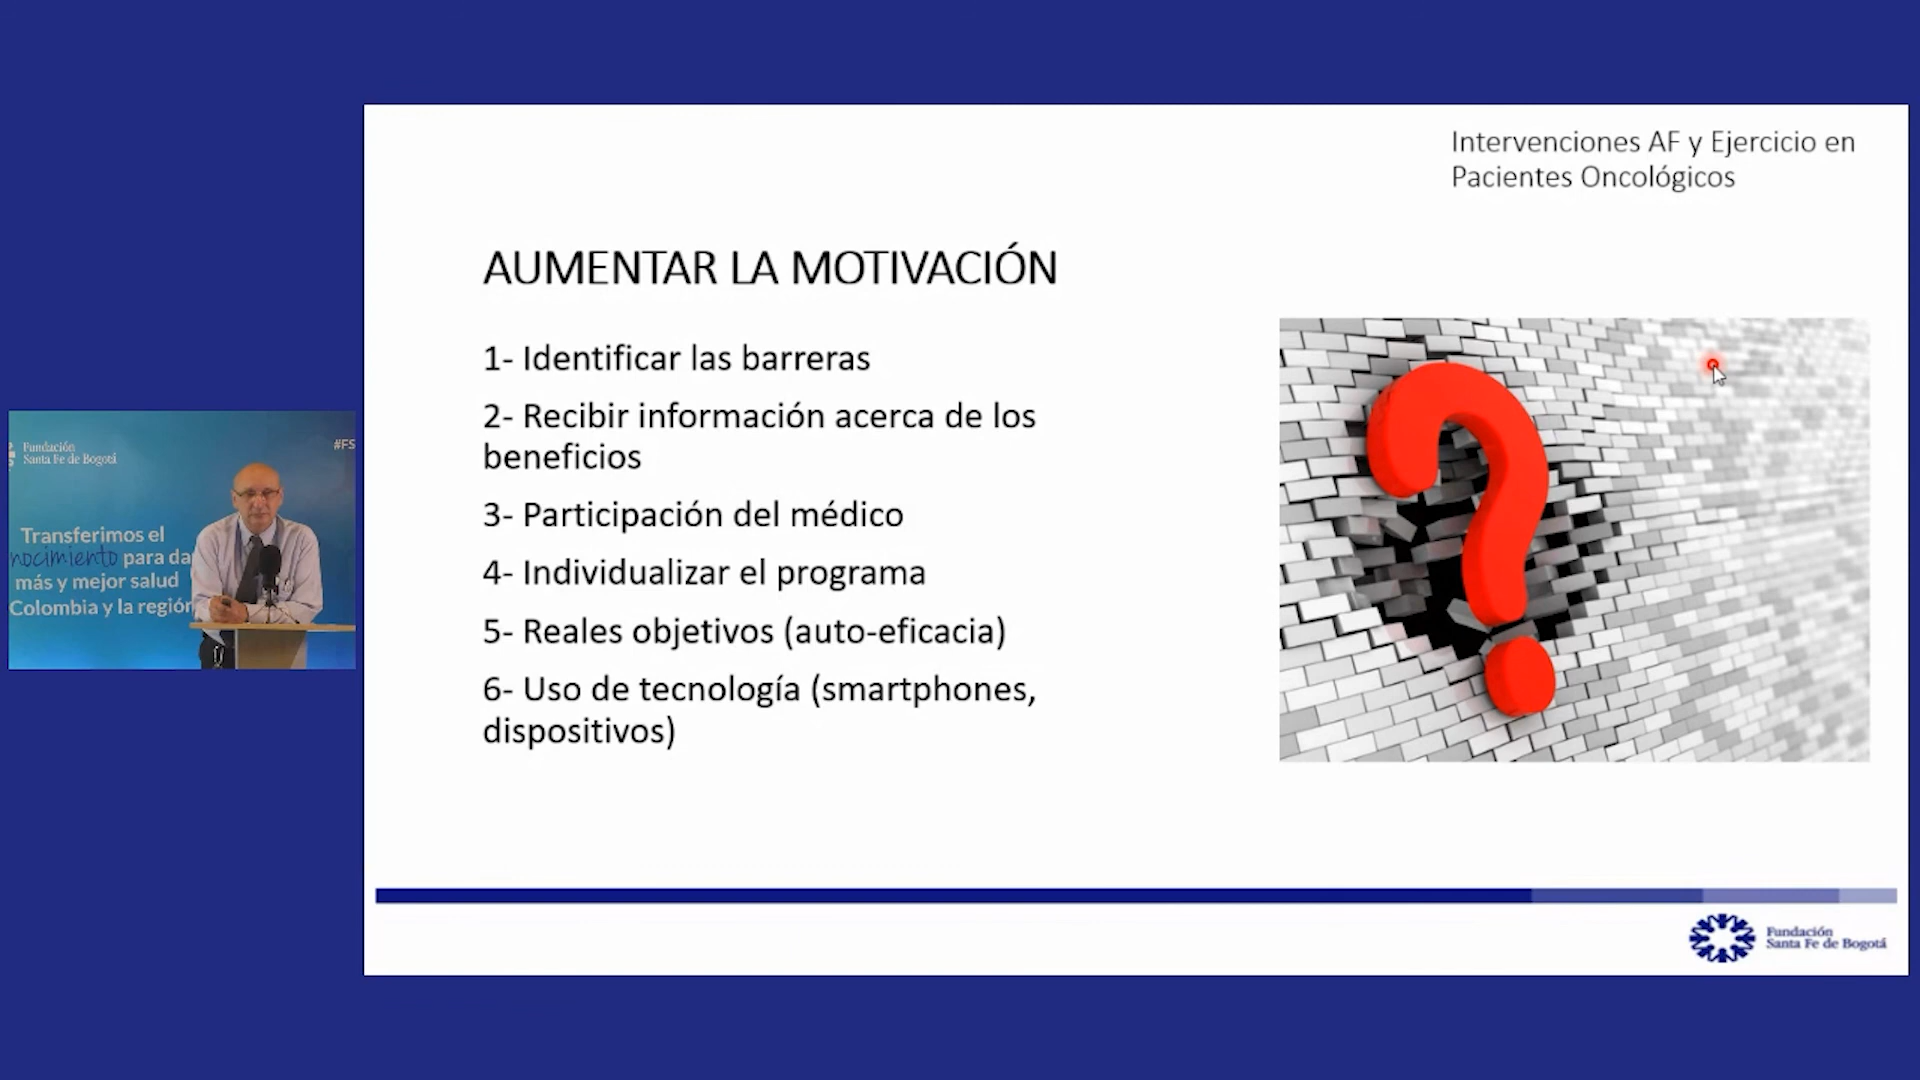 Intervenciones AF y Ejercicio en
Pacientes Oncológicos
AUMENTAR LA MOTIVACIÓN
1- Identificar las barreras
2- Recibir información acerca de los
beneficios
3- Participación del médico
4- Individualizar el programa
5- Reales objetivos (auto-eficacia)
6- Uso de tecnología (smartphones,
dispositivos)
Fundación
Santa Fe de Bogotá
#FS
Transferimos el
nocimiento para da
más y mejor salud
Colombia y la región
Fundación
Santa Fe de Bogotá